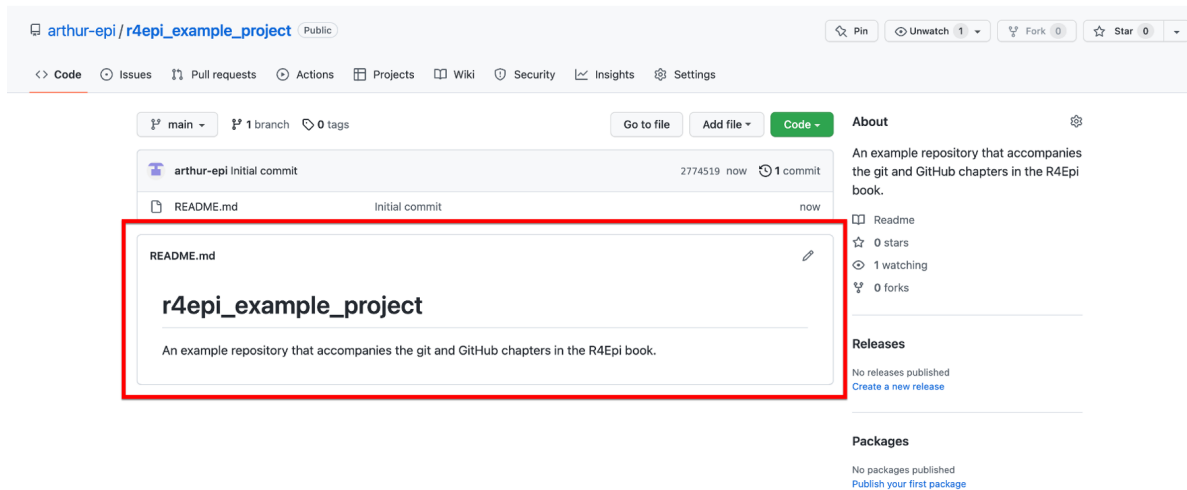 arthur-epi / r4epi_example_project Public
Pin Unwatch 1 Fork 0 Star 0
Code Issues Pull requests Actions Projects Wiki Security Insights Settings
main 1 branch 0 tags Go to file Add file Code
arthur-epi Initial commit 2774519 now 1 commit
README.md Initial commit now
README.md
r4epi_example_project
An example repository that accompanies the git and GitHub chapters in the R4Epi book.
About
An example repository that accompanies
the git and GitHub chapters in the R4Epi
book.
Readme
0 stars
1 watching
0 forks
Releases
No releases published
Create a new release
Packages
No packages published
Publish your first package